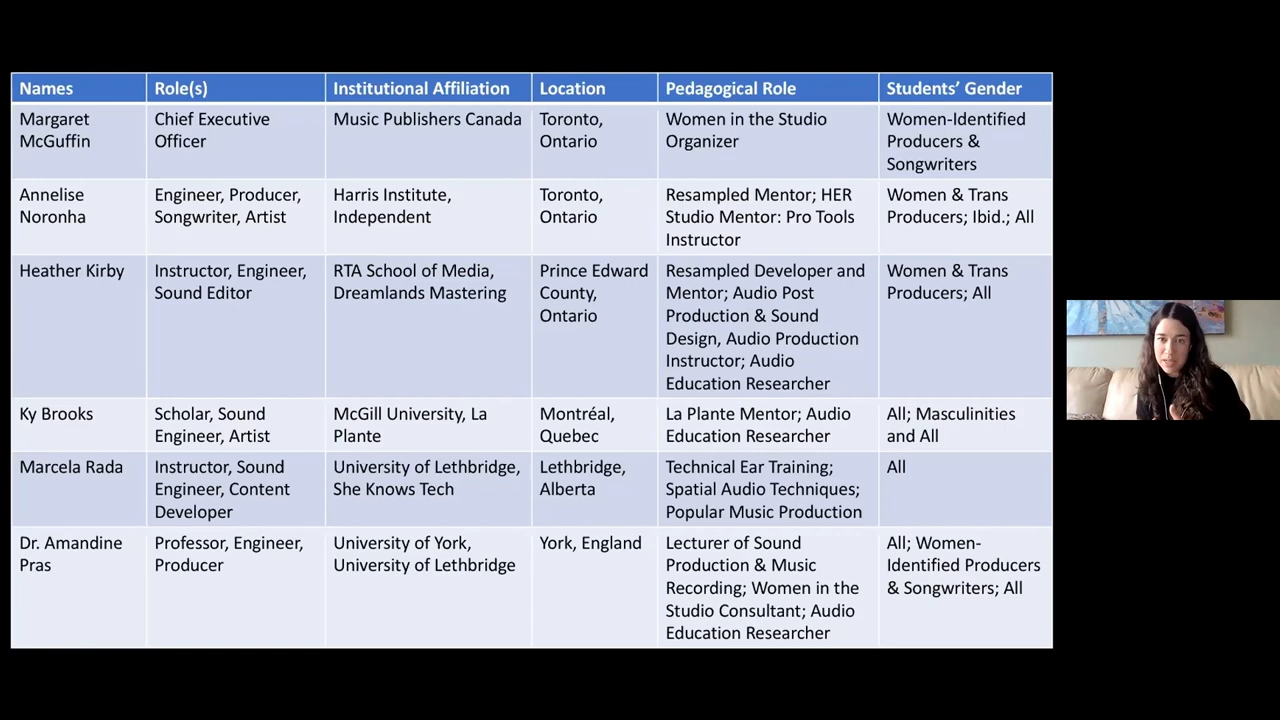 Names Role(s) Institutional Affiliation Location Pedagogical Role Students' Gender
Margaret McGuffin
Chief Executive Officer
Music Publishers Canada
Toronto, Ontario
Women in the Studio Organizer
Women-Identified Producers & Songwriters
Annelise Noronha
Engineer, Producer, Songwriter, Artist
Harris Institute, Independent
Toronto, Ontario
Resampled Mentor; HER Studio Mentor: Pro Tools Instructor
Women & Trans Producers; Ibid.; All
Heather Kirby
Instructor, Engineer, Sound Editor
RTA School of Media, Dreamlands Mastering
Prince Edward County, Ontario
Resampled Developer and Mentor; Audio Post Production & Sound Design, Audio Production Instructor; Audio Education Researcher
Women & Trans Producers; All
Ky Brooks
Scholar, Sound Engineer, Artist
McGill University, La Plante
Montréal, Quebec
La Plante Mentor; Audio Education Researcher
All; Masculinities and All
Marcela Rada
Instructor, Sound Engineer, Content Developer
University of Lethbridge, She Knows Tech
Lethbridge, Alberta
Technical Ear Training; Spatial Audio Techniques; Popular Music Production
All
Dr. Amandine Pras
Professor, Engineer, Producer
University of York, University of Lethbridge
York, England
Lecturer of Sound Production & Music Recording; Women in the Studio Consultant; Audio Education Researcher
All; Women-Identified Producers & Songwriters; All